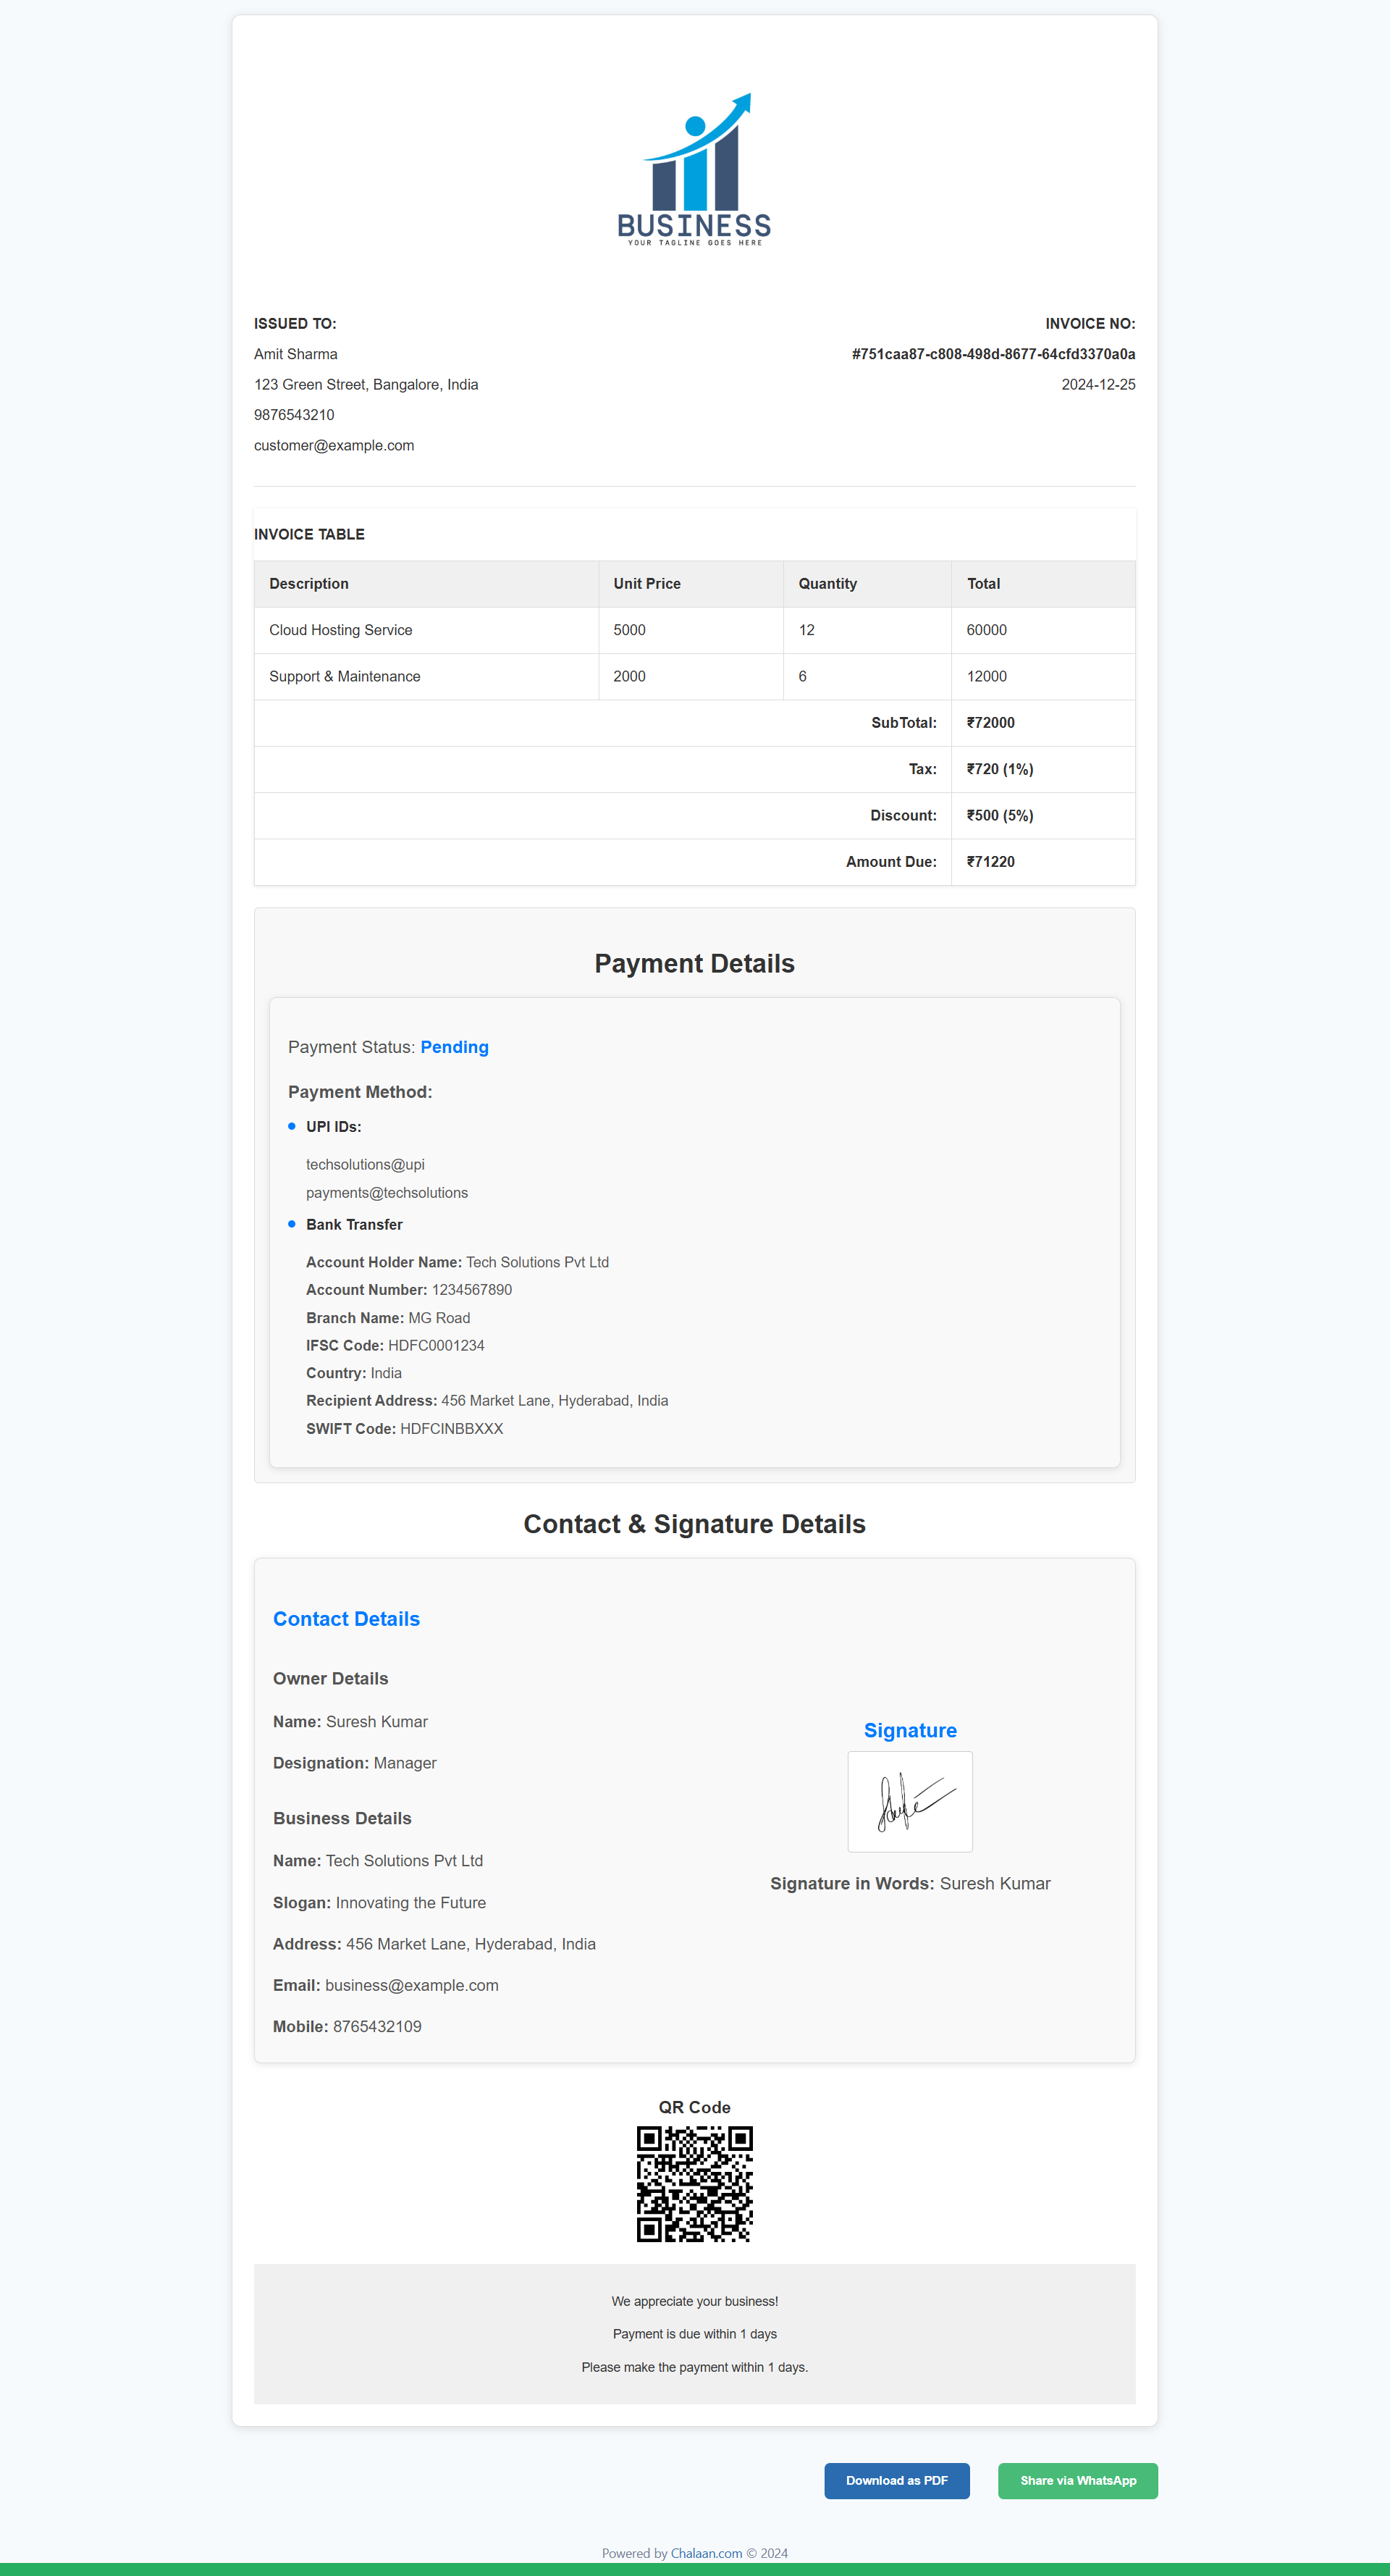 BUSINESS
YOUR TAGLINE GOES HERE
ISSUED TO:
Amit Sharma
123 Green Street, Bangalore, India
9876543210
customer@example.com
INVOICE NO:
#751caa87-c808-498d-8677-64cfd3370a0a
2024-12-25
INVOICE TABLE
Description Unit Price Quantity Total
Cloud Hosting Service 5000 12 60000
Support & Maintenance 2000 6 12000
SubTotal: ₹72000
Tax: ₹720 (1%)
Discount: ₹500 (5%)
Amount Due: ₹71220
Payment Details
Payment Status: Pending
Payment Method:
UPI IDs:
techsolutions@upi
payments@techsolutions
Bank Transfer
Account Holder Name: Tech Solutions Pvt Ltd
Account Number: 1234567890
Branch Name: MG Road
IFSC Code: HDFC0001234
Country: India
Recipient Address: 456 Market Lane, Hyderabad, India
SWIFT Code: HDFCINBBXXX
Contact & Signature Details
Contact Details
Owner Details
Name: Suresh Kumar
Designation: Manager
Business Details
Name: Tech Solutions Pvt Ltd
Slogan: Innovating the Future
Address: 456 Market Lane, Hyderabad, India
Email: business@example.com
Mobile: 8765432109
Signature
Signature in Words: Suresh Kumar
QR Code
We appreciate your business!
Payment is due within 1 days
Please make the payment within 1 days.
Download as PDF
Share via WhatsApp
Powered by Chalaan.com © 2024